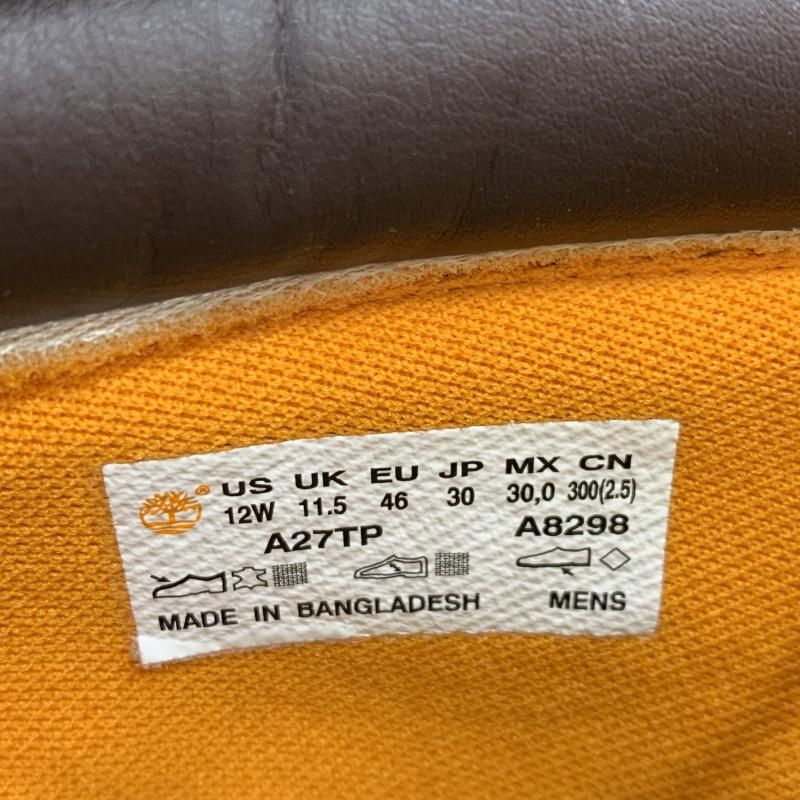 US UK EU JP MX CN
12W 11.5 46 30 30,0 300(2.5)
A27TP A8298
MADE IN BANGLADESH MENS